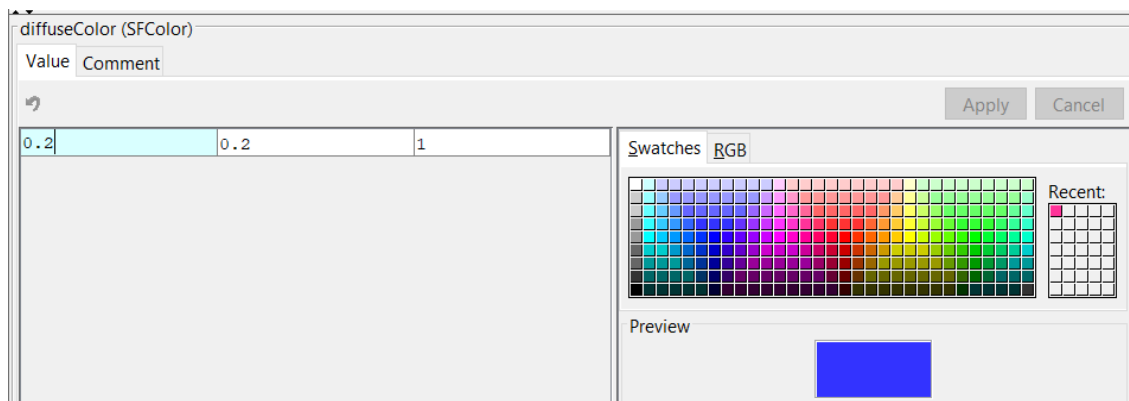 diffuseColor (SFColor)
Value Comment
Apply Cancel
0.2 0.2 1
Swatches RGB
Recent:
Preview